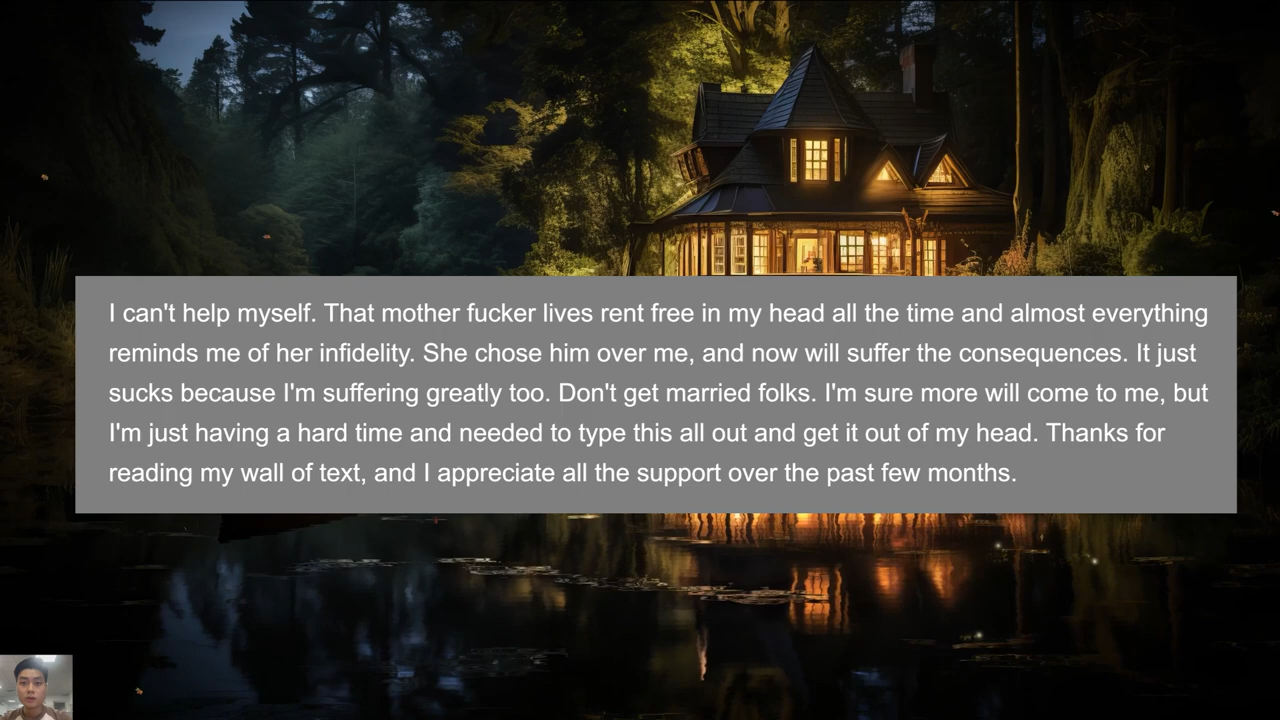 I can't help myself. That mother fucker lives rent free in my head all the time and almost everything
reminds me of her infidelity. She chose him over me, and now will suffer the consequences. It just
sucks because I'm suffering greatly too. Don't get married folks. I'm sure more will come to me, but
I'm just having a hard time and needed to type this all out and get it out of my head. Thanks for
reading my wall of text, and I appreciate all the support over the past few months.